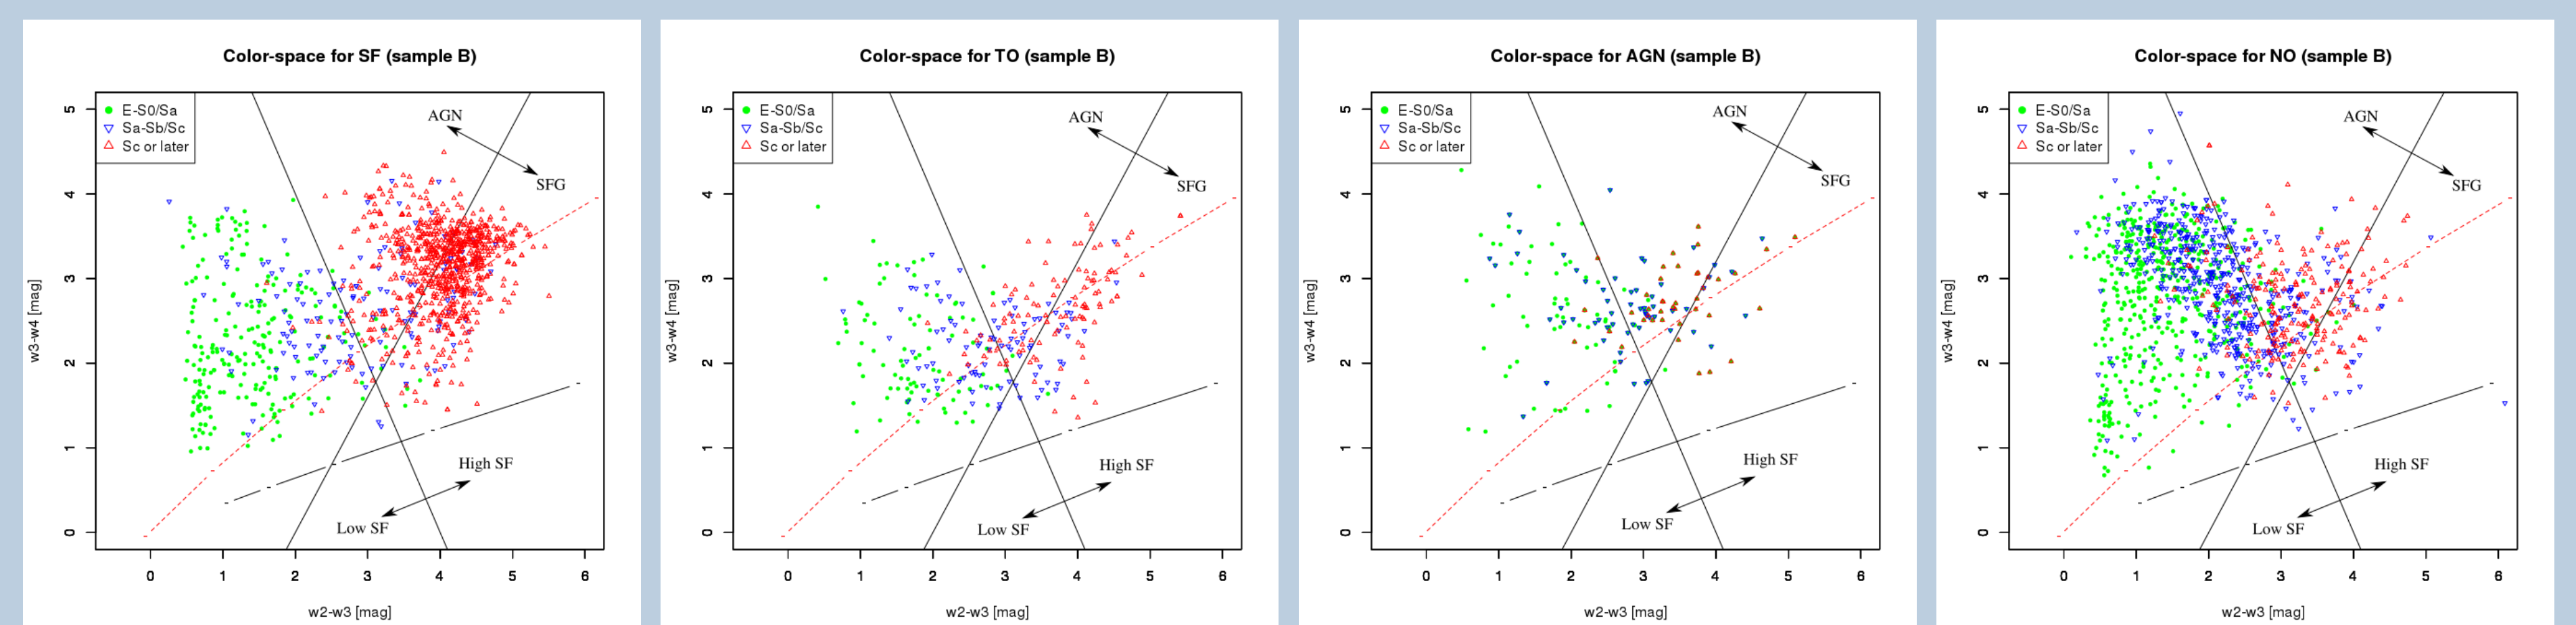 Color-space for SF (sample B)
E-S0/Sa
Sa-Sb/Sc
Sc or later
AGN
SFG
High SF
Low SF
5
4
3
2
1
0
w3-w4 [mag]
0 1 2 3 4 5 6
w2-w3 [mag]
Color-space for TO (sample B)
E-S0/Sa
Sa-Sb/Sc
Sc or later
AGN
SFG
High SF
Low SF
5
4
3
2
1
0
w3-w4 [mag]
0 1 2 3 4 5 6
w2-w3 [mag]
Color-space for AGN (sample B)
E-S0/Sa
Sa-Sb/Sc
Sc or later
AGN
SFG
High SF
Low SF
5
4
3
2
1
0
w3-w4 [mag]
0 1 2 3 4 5 6
w2-w3 [mag]
Color-space for NO (sample B)
E-S0/Sa
Sa-Sb/Sc
Sc or later
AGN
SFG
High SF
Low SF
5
4
3
2
1
0
w3-w4 [mag]
0 1 2 3 4 5 6
w2-w3 [mag]